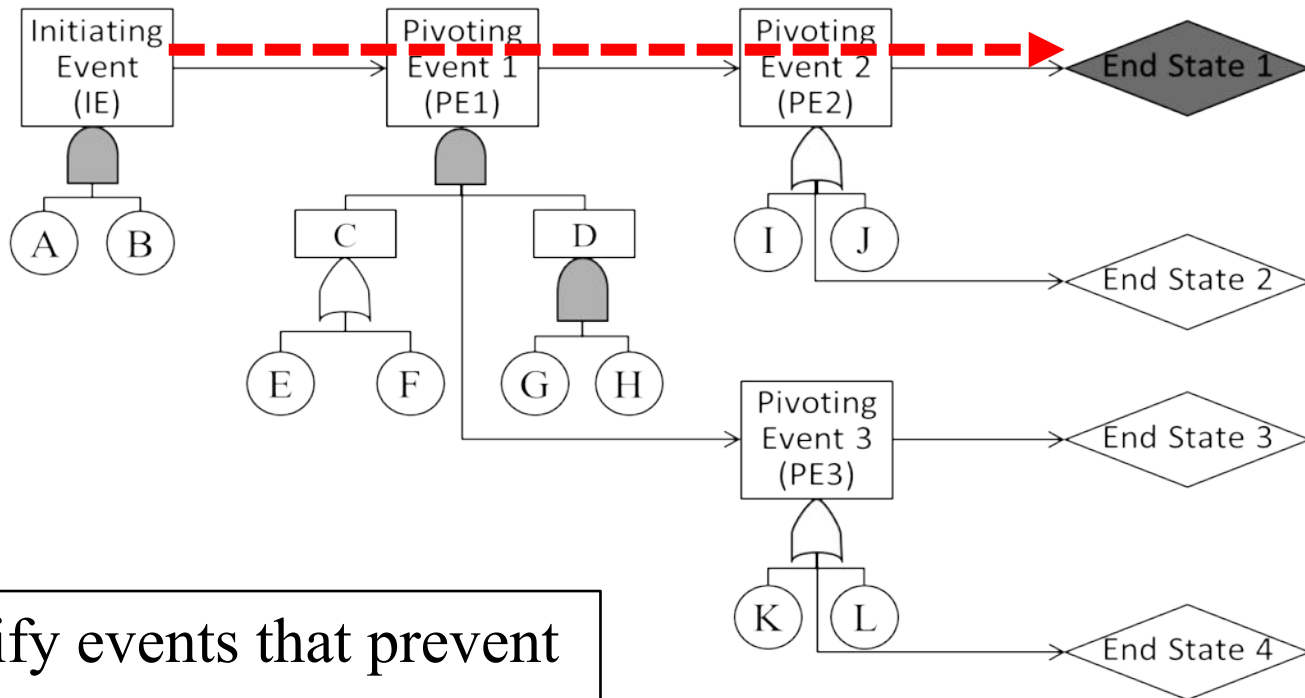 Initiating
Event
(IE)
Pivoting
Event 1
(PE1)
Pivoting
Event 2
(PE2)
End State 1
A
B
C
D
I
J
End State 2
E
F
G
H
Pivoting
Event 3
(PE3)
End State 3
K
L
End State 4
ify events that prevent